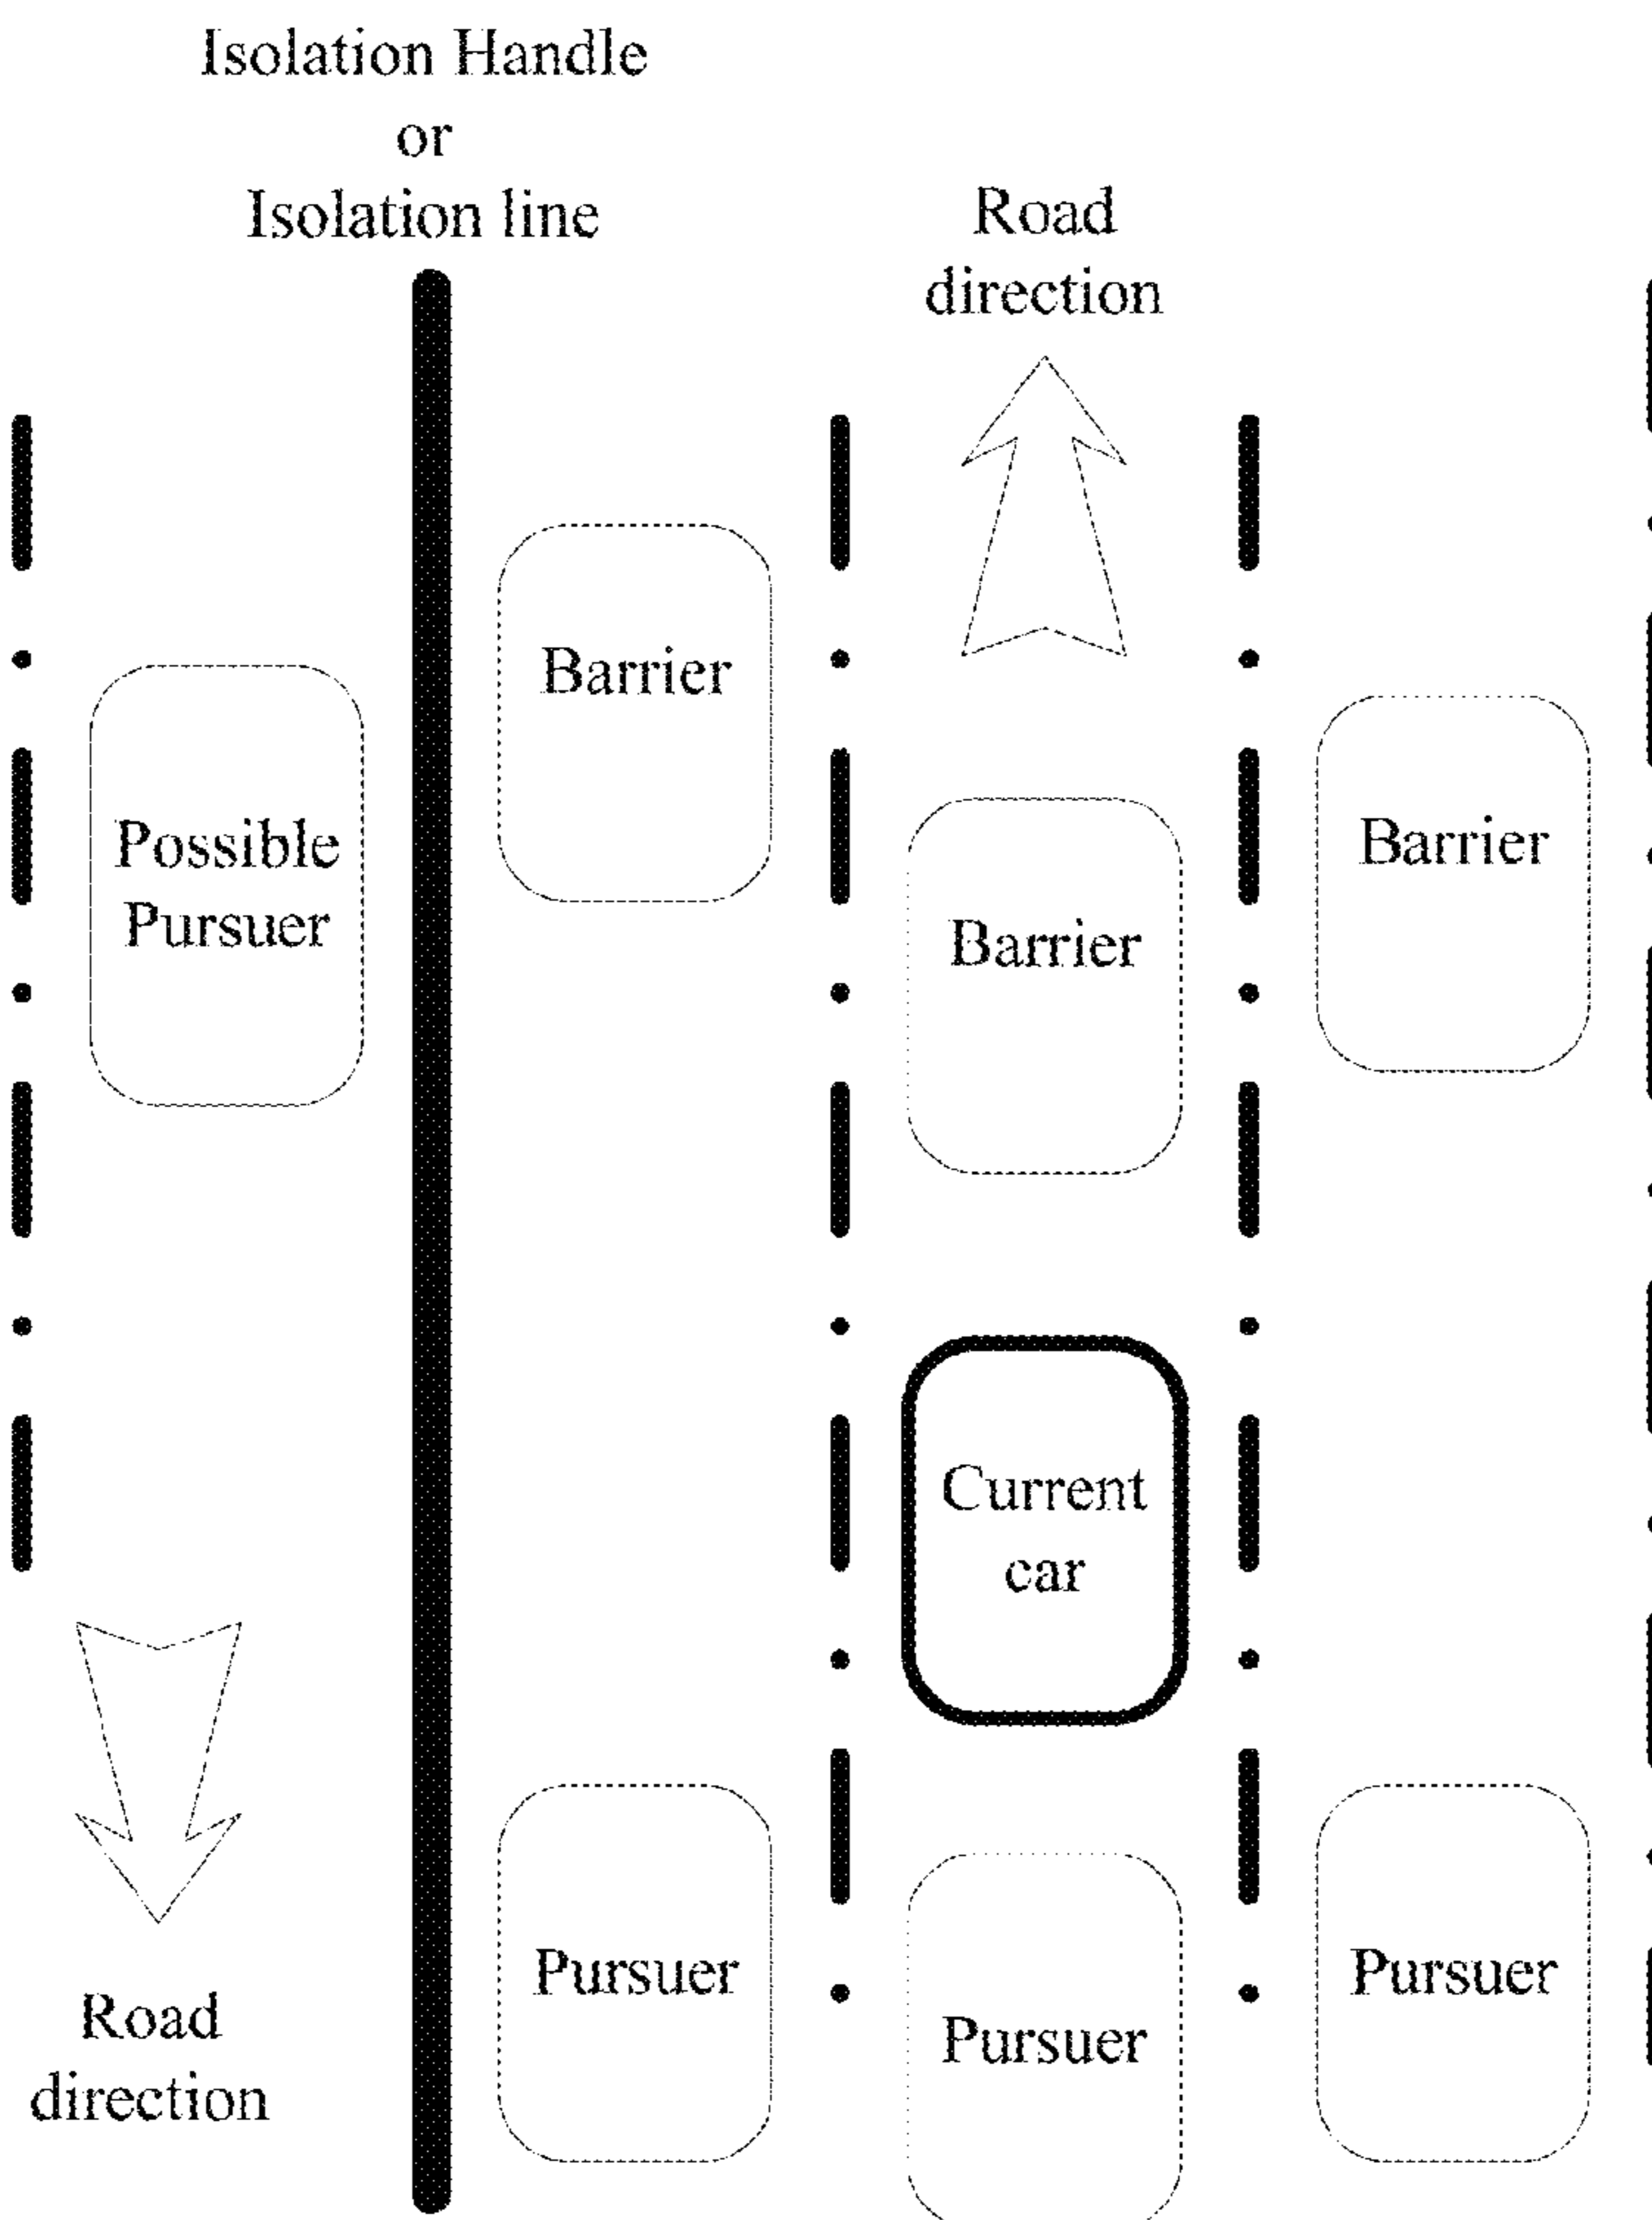 Isolation Handle
or
Isolation line
Road
direction
Barrier
Possible
Pursuer
Barrier
Barrier
Current
car
Pursuer
Pursuer
Pursuer
Road
direction